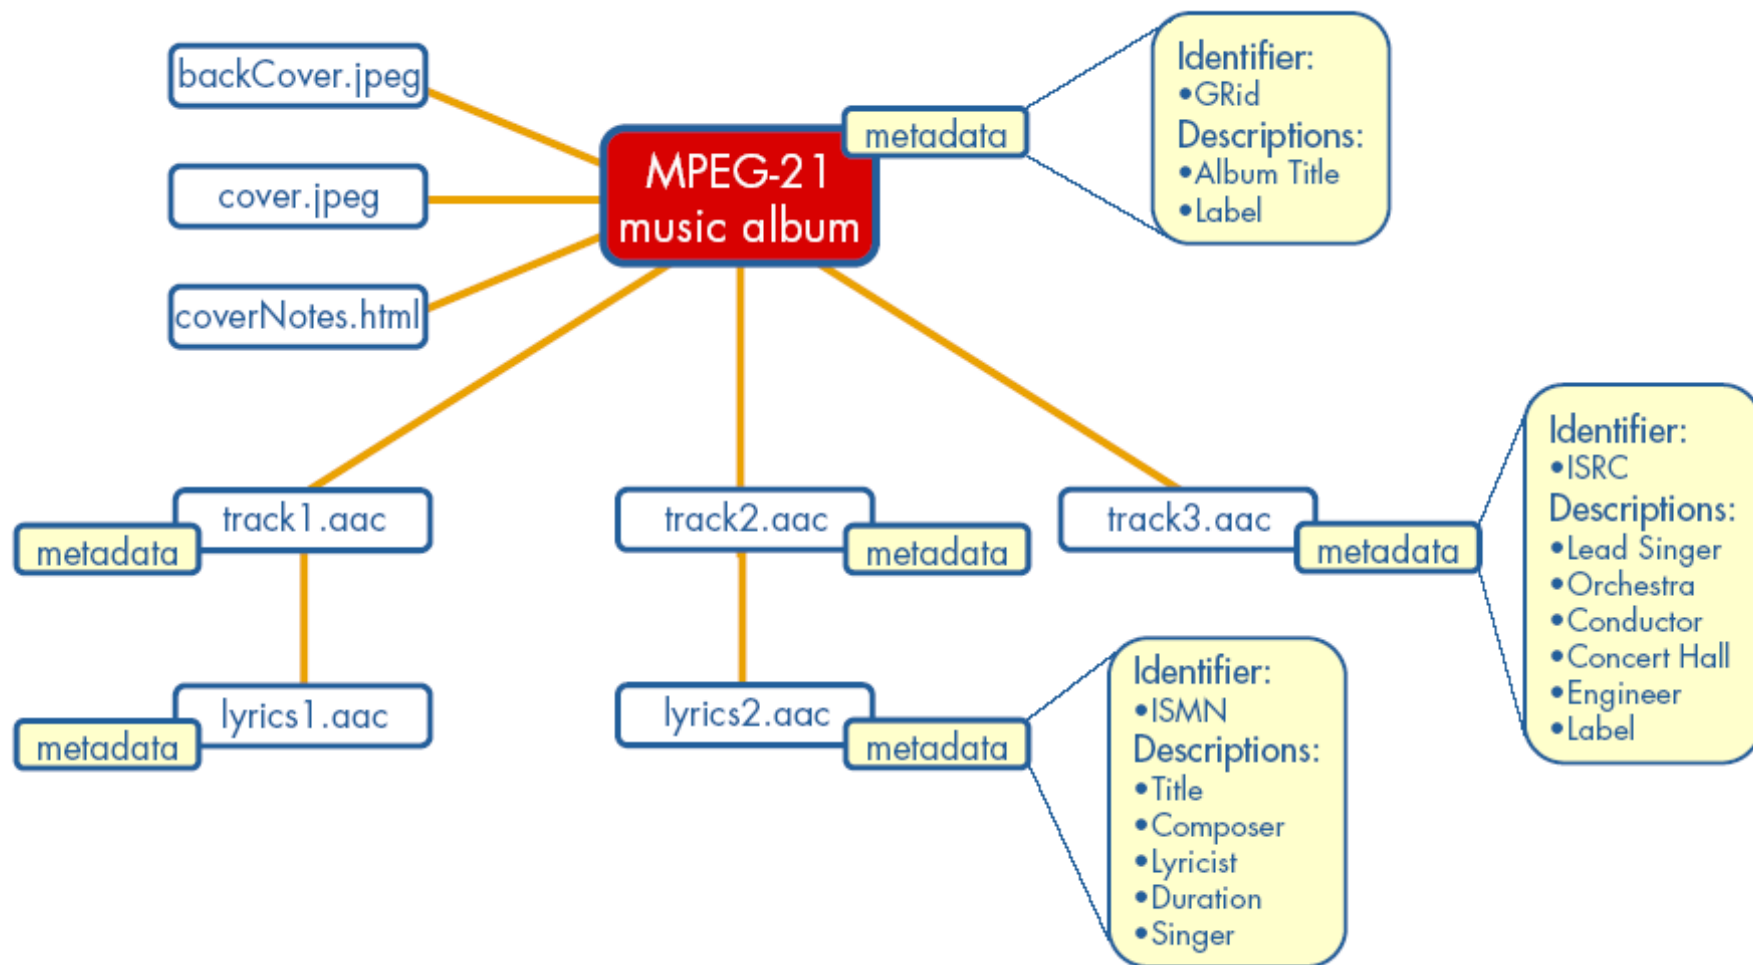 backCover.jpeg
cover.jpeg
coverNotes.html
MPEG-21
music album
metadata
Identifier:
•GRid
Descriptions:
•Album Title
•Label
track1.aac
metadata
lyrics1.aac
metadata
track2.aac
metadata
lyrics2.aac
metadata
Identifier:
•ISMN
Descriptions:
•Title
•Composer
•Lyricist
•Duration
•Singer
track3.aac
metadata
Identifier:
•ISRC
Descriptions:
•Lead Singer
•Orchestra
•Conductor
•Concert Hall
•Engineer
•Label